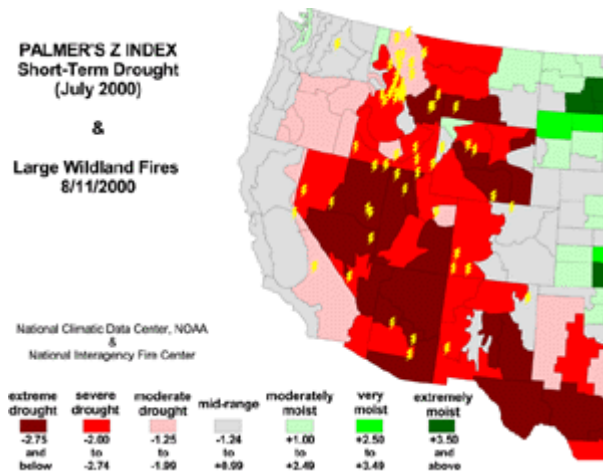 PALMER'S Z INDEX
Short-Term Drought
(July 2000)
&
Large Wildland Fires
8/11/2000
National Climatic Data Center, NOAA
&
National Interagency Fire Center
extreme drought
-2.75 and below
severe drought
-2.00 to -2.74
moderate drought
-1.25 to -1.99
mid-range
-1.24 to +0.99
moderately moist
+1.00 to +2.49
very moist
+2.50 to +3.49
extremely moist
+3.50 and above